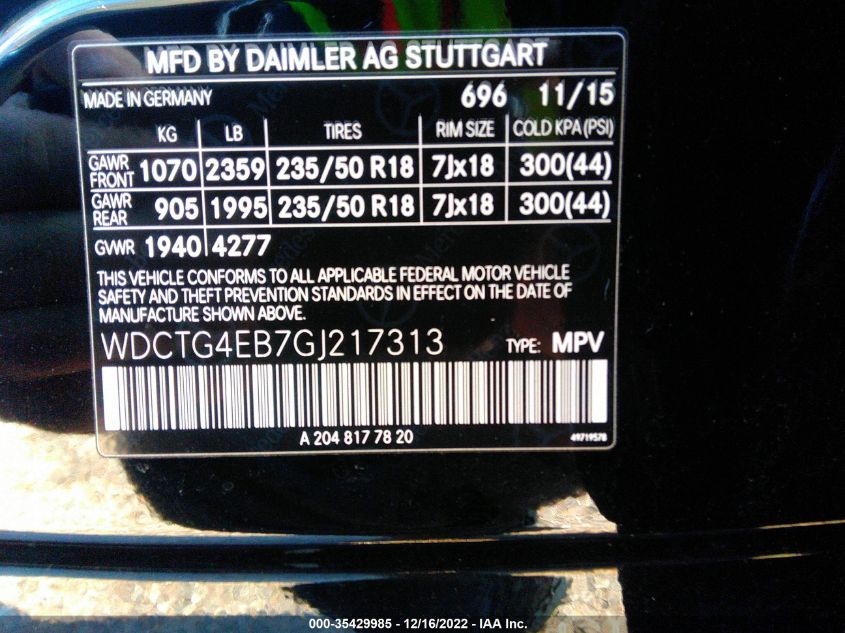 MFD BY DAIMLER AG STUTTGART
MADE IN GERMANY 696 11/15
KG LB TIRES RIM SIZE COLD KPA (PSI)
GAWR FRONT 1070 2359 235/50 R18 7Jx18 300(44)
GAWR REAR 905 1995 235/50 R18 7Jx18 300(44)
GVWR 1940 4277
THIS VEHICLE CONFORMS TO ALL APPLICABLE FEDERAL MOTOR VEHICLE
SAFETY AND THEFT PREVENTION STANDARDS IN EFFECT ON THE DATE OF
MANUFACTURE SHOWN ABOVE.
WDCTG4EB7GJ217313 TYPE: MPV
A 204 817 78 20 49719578
000-35429985 - 12/16/2022 - IAA Inc.